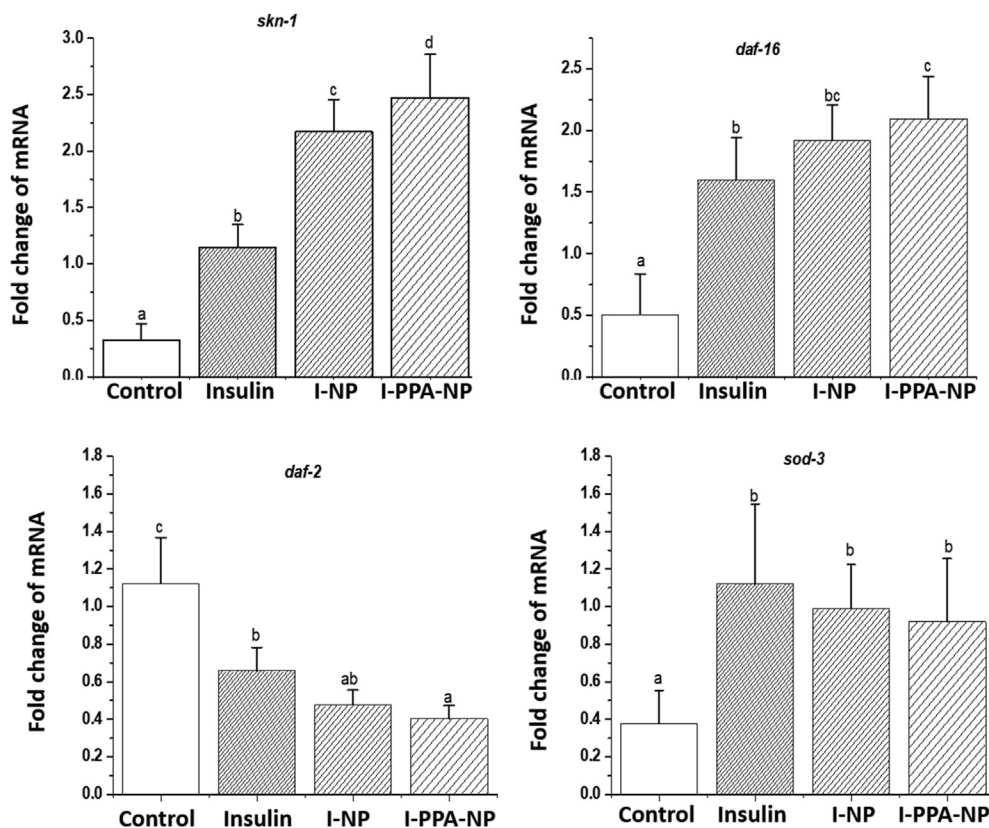 skn-1
Fold change of mRNA
3.0
2.5
2.0
1.5
1.0
0.5
0.0
a
b
c
d
Control Insulin I-NP I-PPA-NP
daf-16
Fold change of mRNA
2.5
2.0
1.5
1.0
0.5
0.0
a
b
bc
c
Control Insulin I-NP I-PPA-NP
daf-2
Fold change of mRNA
1.8
1.6
1.4
1.2
1.0
0.8
0.6
0.4
0.2
0.0
c
b
ab
a
Control Insulin I-NP I-PPA-NP
sod-3
Fold change of mRNA
1.8
1.6
1.4
1.2
1.0
0.8
0.6
0.4
0.2
0.0
a
b
b
b
Control Insulin I-NP I-PPA-NP